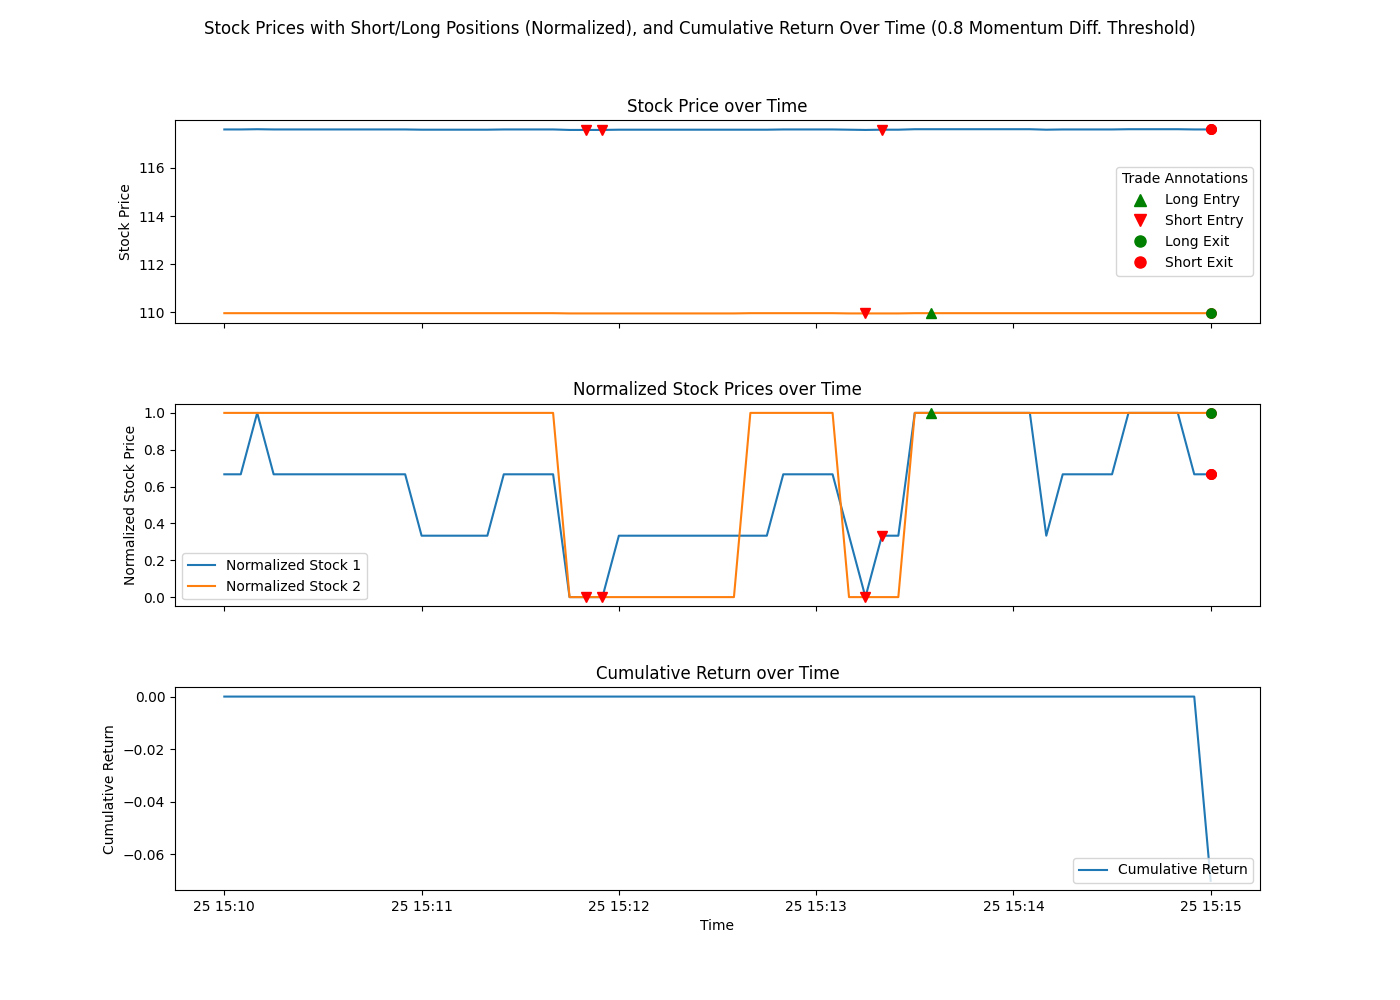 Stock Prices with Short/Long Positions (Normalized), and Cumulative Return Over Time (0.8 Momentum Diff. Threshold)
Stock Price over Time
Stock Price
116
114
112
110
Trade Annotations
Long Entry
Short Entry
Long Exit
Short Exit
Normalized Stock Prices over Time
Normalized Stock Price
1.0
0.8
0.6
0.4
0.2
0.0
Normalized Stock 1
Normalized Stock 2
Cumulative Return over Time
Cumulative Return
0.00
−0.02
−0.04
−0.06
Cumulative Return
25 15:10 25 15:11 25 15:12 25 15:13 25 15:14 25 15:15
Time